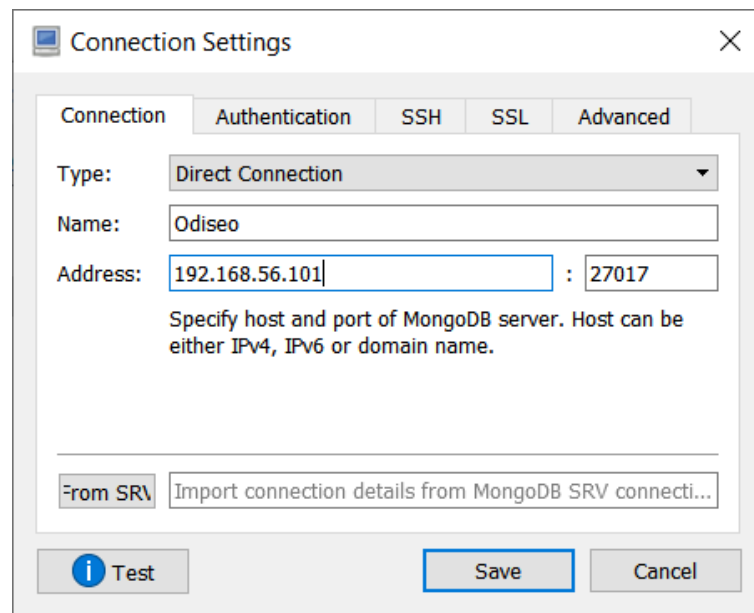 Connection Settings
Connection Authentication SSH SSL Advanced
Type: Direct Connection
Name: Odiseo
Address: 192.168.56.101 : 27017
Specify host and port of MongoDB server. Host can be
either IPv4, IPv6 or domain name.
From SRV Import connection details from MongoDB SRV connecti...
Test Save Cancel